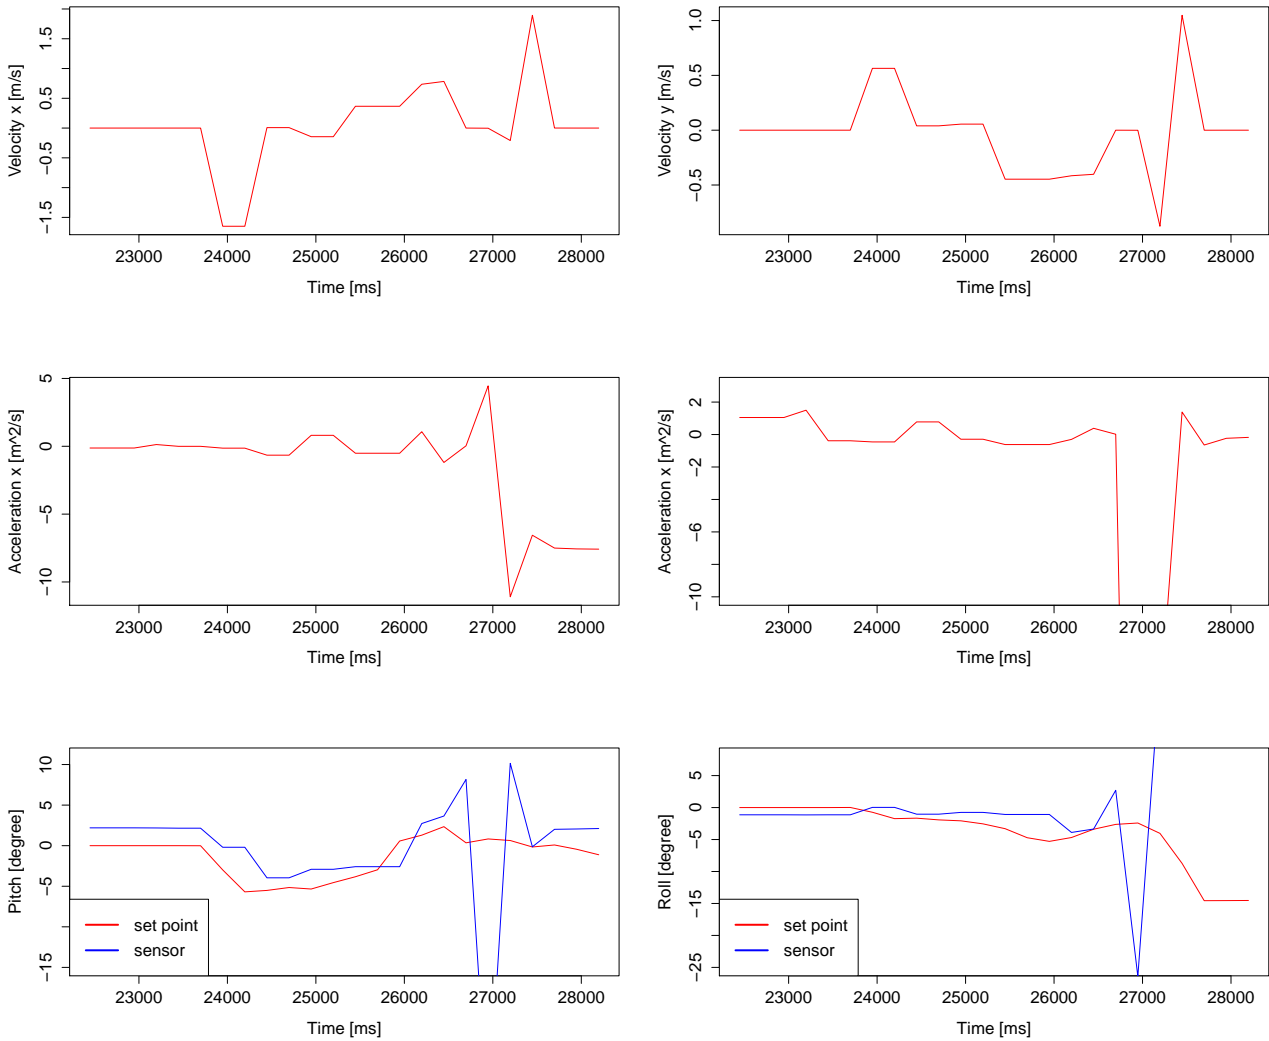 Velocity x [m/s]
1.5
0.5
−0.5
−1.5
23000 24000 25000 26000 27000 28000
Time [ms]
Velocity y [m/s]
1.0
0.5
0.0
−0.5
23000 24000 25000 26000 27000 28000
Time [ms]
Acceleration x [m^2/s]
5
0
−5
−10
23000 24000 25000 26000 27000 28000
Time [ms]
Acceleration x [m^2/s]
2
0
−2
−6
−10
23000 24000 25000 26000 27000 28000
Time [ms]
Pitch [degree]
10
5
0
−5
−15
set point
sensor
23000 24000 25000 26000 27000 28000
Time [ms]
Roll [degree]
5
0
−5
−15
−25
set point
sensor
23000 24000 25000 26000 27000 28000
Time [ms]